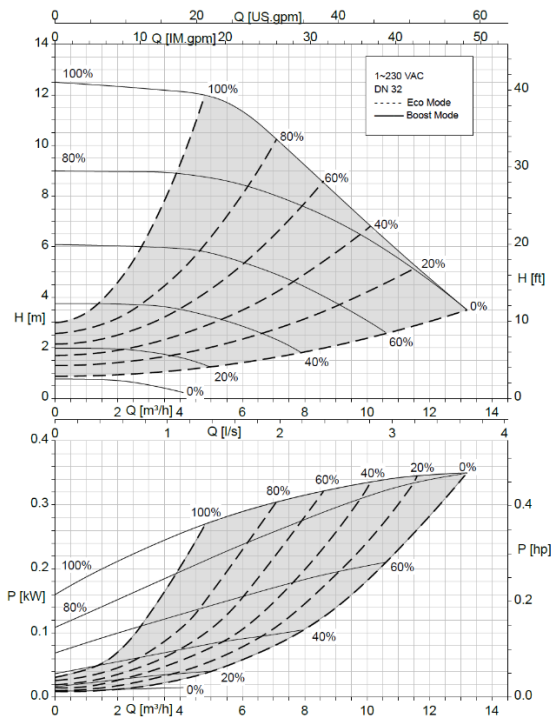 0 20 40 60
Q [US.gpm]
0 10 20 40 50
Q [IM.gpm]
14
12
10
8
6
4
2
0
H [m]
100%
100%
80%
80%
60%
40%
20%
0%
60%
40%
20%
0%
1~230 VAC
DN 32
Eco Mode
Boost Mode
40
30
20
10
0
H [ft]
2 4 6 8 10 12 14
Q [m³/h]
0 1 2 3 4
Q [l/s]
0.4
0.3
0.2
0.1
0.0
P [kW]
100%
80%
100%
80%
60%
40%
20%
0%
60%
40%
20%
0%
0.4
0.2
0.0
P [hp]
0 2 4 6 8 10 12 14
Q [m³/h]